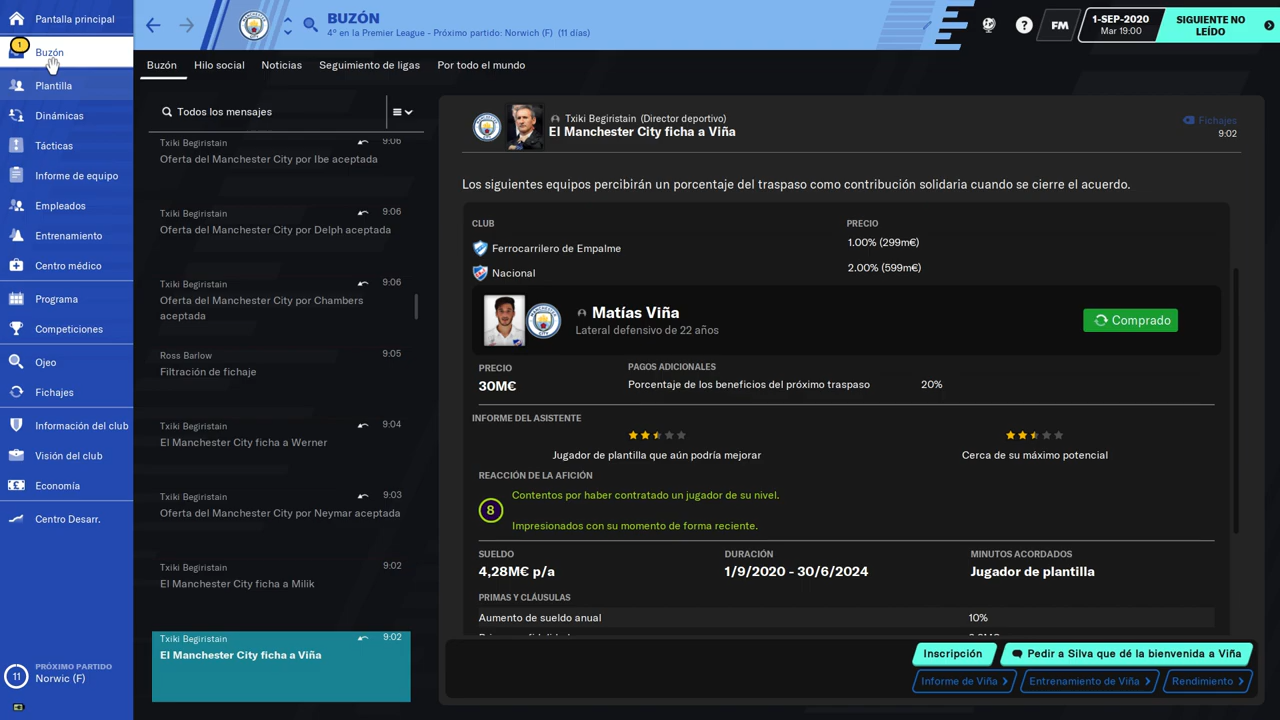 Pantalla principal
1
Buzón
Plantilla
Dinámicas
Tácticas
Informe de equipo
Empleados
Entrenamiento
Centro médico
Programa
Competiciones
Ojeo
Fichajes
Información del club
Visión del club
Economía
Centro Desarr.
11
PRÓXIMO PARTIDO
Norwic (F)
BUZÓN
4º en la Premier League - Próximo partido: Norwich (F) (11 días)
FM
1-SEP-2020
Mar 19:00
SIGUIENTE NO LEÍDO
Buzón
Hilo social
Noticias
Seguimiento de ligas
Por todo el mundo
Todos los mensajes
Txiki Begiristain 9:06
Oferta del Manchester City por Ibe aceptada
Txiki Begiristain 9:06
Oferta del Manchester City por Delph aceptada
Txiki Begiristain 9:06
Oferta del Manchester City por Chambers
aceptada
Ross Barlow 9:05
Filtración de fichaje
Txiki Begiristain 9:04
El Manchester City ficha a Werner
Txiki Begiristain 9:03
Oferta del Manchester City por Neymar aceptada
Txiki Begiristain 9:02
El Manchester City ficha a Milik
Txiki Begiristain 9:02
El Manchester City ficha a Viña
Txiki Begiristain (Director deportivo)
El Manchester City ficha a Viña
Fichajes
9:02
Los siguientes equipos percibirán un porcentaje del traspaso como contribución solidaria cuando se cierre el acuerdo.
CLUB PRECIO
Ferrocarrilero de Empalme 1.00% (299m€)
Nacional 2.00% (599m€)
Matías Viña
Lateral defensivo de 22 años
Comprado
PRECIO
30M€
PAGOS ADICIONALES
Porcentaje de los beneficios del próximo traspaso 20%
INFORME DEL ASISTENTE
Jugador de plantilla que aún podría mejorar
Cerca de su máximo potencial
REACCIÓN DE LA AFICIÓN
8
Contentos por haber contratado un jugador de su nivel.
Impresionados con su momento de forma reciente.
SUELDO DURACIÓN MINUTOS ACORDADOS
4,28M€ p/a 1/9/2020 - 30/6/2024 Jugador de plantilla
PRIMAS Y CLÁUSULAS
Aumento de sueldo anual 10%
Inscripción
Pedir a Silva que dé la bienvenida a Viña
Informe de Viña
Entrenamiento de Viña
Rendimiento